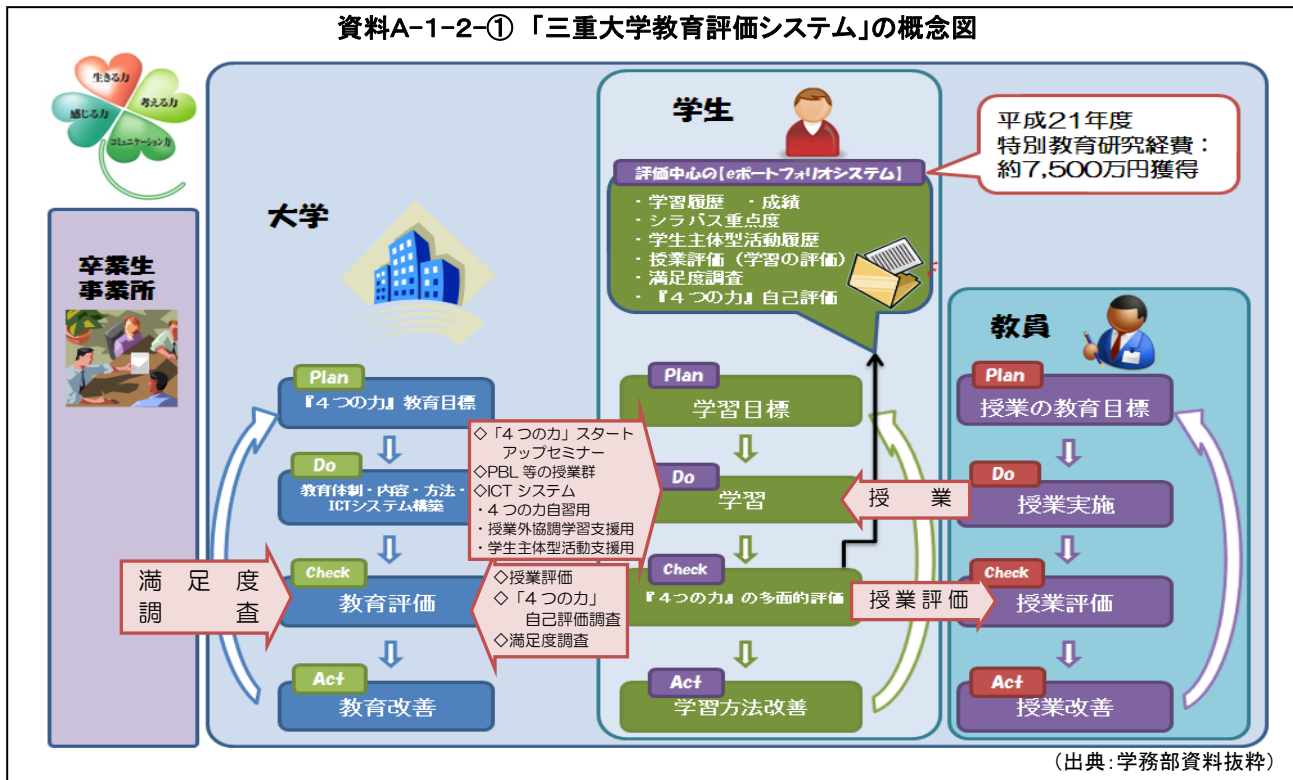 資料A-1-2-① 「三重大学教育評価システム」の概念図
生きる力
考える力
感じる力
コミュニケーション力
卒業生
事業所
大学
学生
平成21年度
特別教育研究経費：
約7,500万円獲得
評価中心の【eポートフォリオシステム】
・学習履歴 ・成績
・シラバス重点度
・学生主体型活動履歴
・授業評価（学習の評価）
・満足度調査
・『４つの力』自己評価
教員
Plan
『４つの力』教育目標
Do
教育体制・内容・方法・
ICTシステム構築
Check
教育評価
Act
教育改善
満足度
調査
◇「４つの力」スタート
アップセミナー
◇PBL 等の授業群
◇ICT システム
・４つの力自習用
・授業外協調学習支援用
・学生主体型活動支援用
◇授業評価
◇「４つの力」
自己評価調査
◇満足度調査
Plan
学習目標
Do
学習
Check
『４つの力』の多面的評価
Act
学習方法改善
授業
授業評価
Plan
授業の教育目標
Do
授業実施
Check
授業評価
Act
授業改善
（出典：学務部資料抜粋）